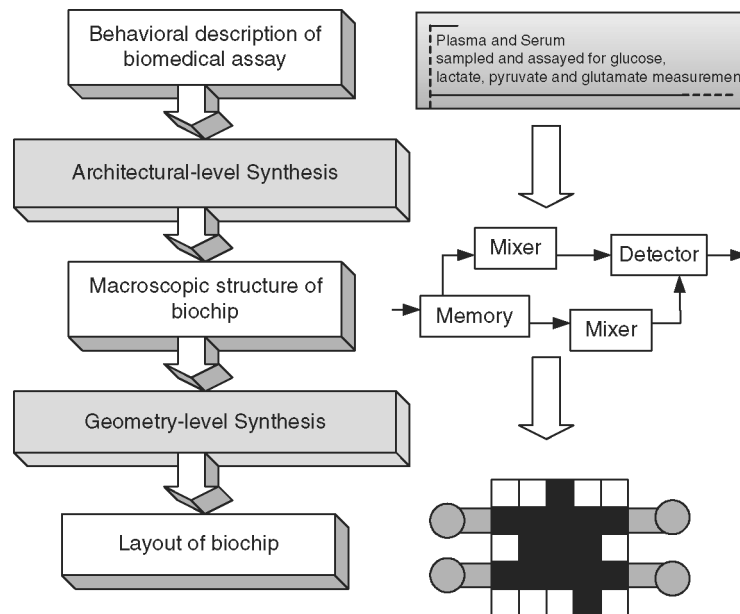 Behavioral description of
biomedical assay
Architectural-level Synthesis
Macroscopic structure of
biochip
Geometry-level Synthesis
Layout of biochip
Plasma and Serum
sampled and assayed for glucose,
lactate, pyruvate and glutamate measuremen
Mixer
Detector
Memory
Mixer